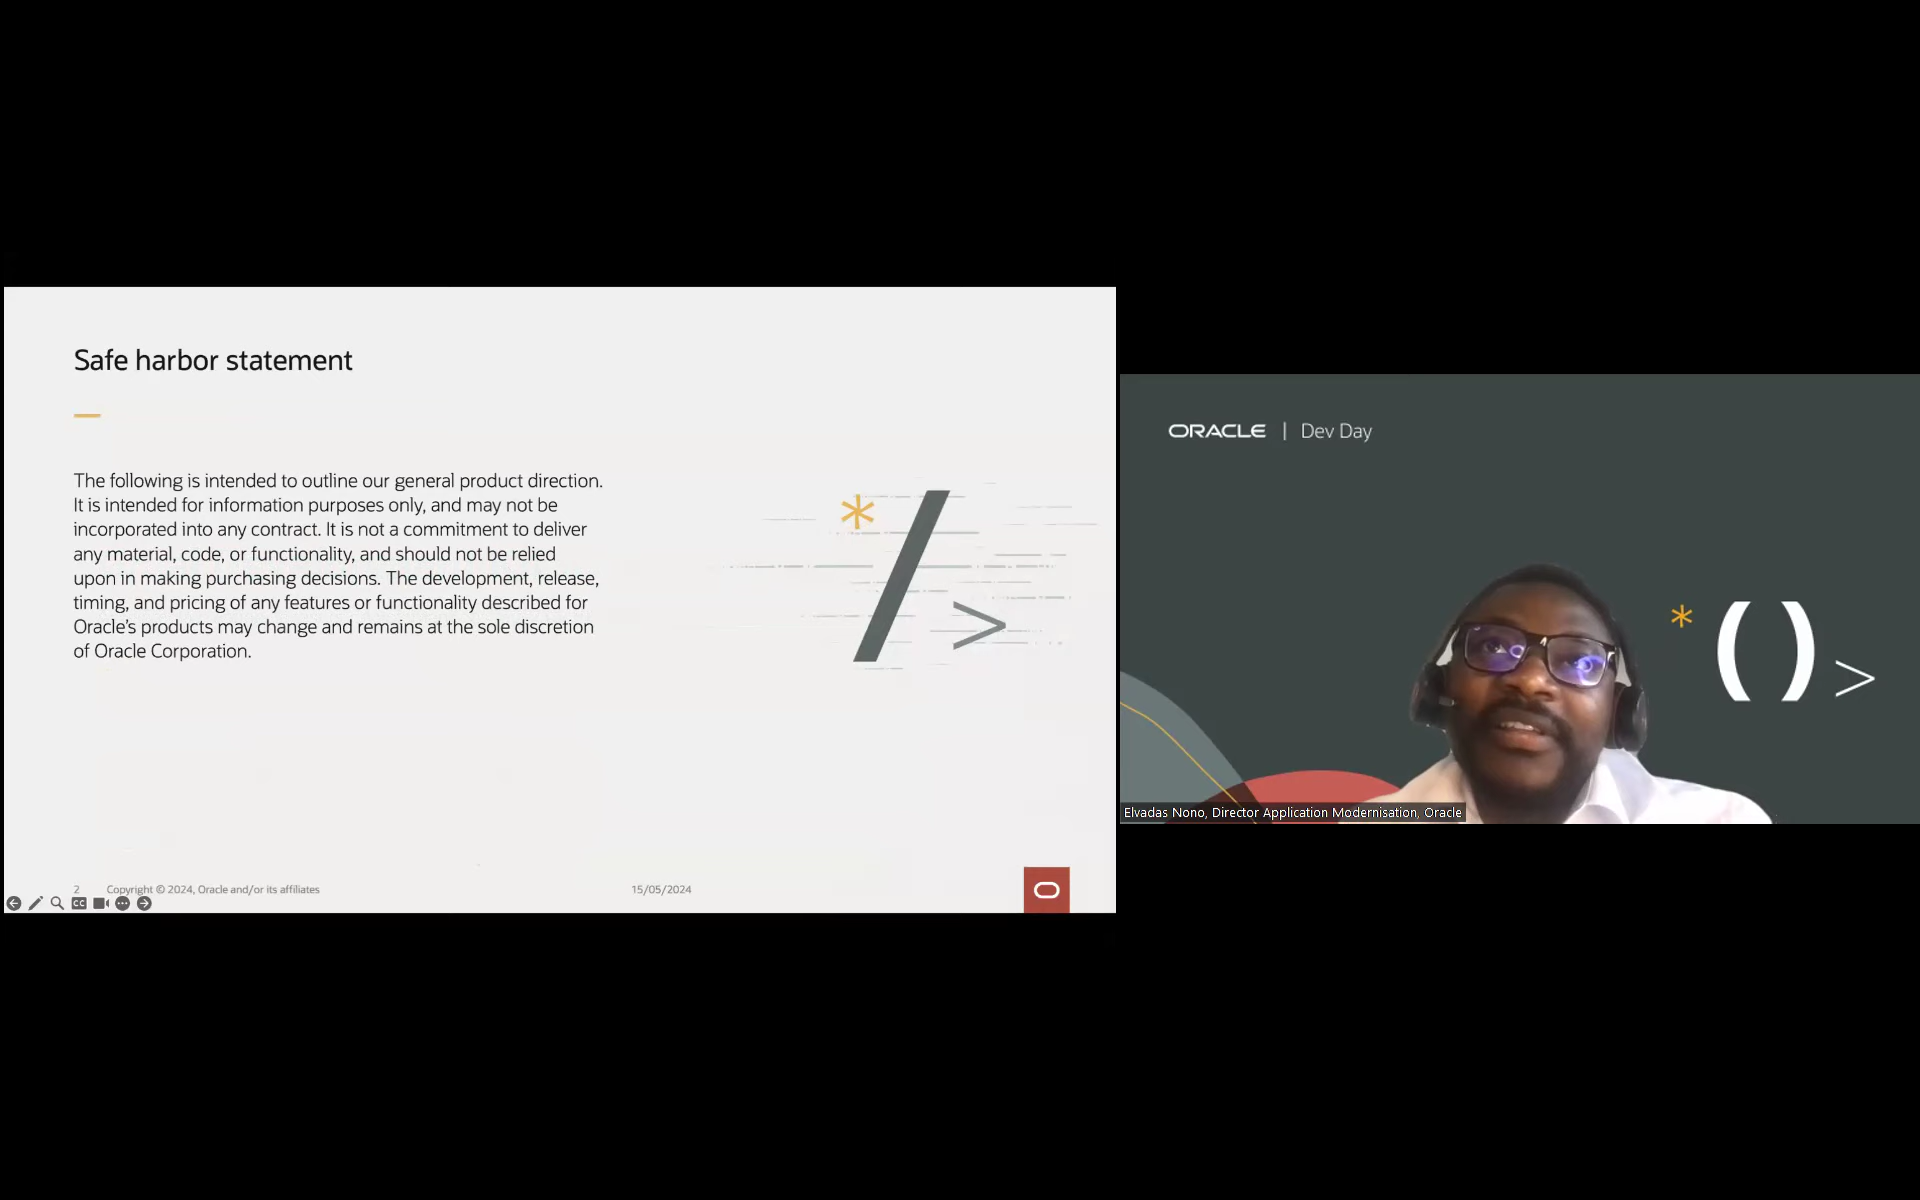 Safe harbor statement
The following is intended to outline our general product direction.
It is intended for information purposes only, and may not be
incorporated into any contract. It is not a commitment to deliver
any material, code, or functionality, and should not be relied
upon in making purchasing decisions. The development, release,
timing, and pricing of any features or functionality described for
Oracle’s products may change and remains at the sole discretion
of Oracle Corporation.
* / >
2 Copyright © 2024, Oracle and/or its affiliates 15/05/2024
CC
ORACLE | Dev Day
* ( ) >
Elvadas Nono, Director Application Modernisation, Oracle